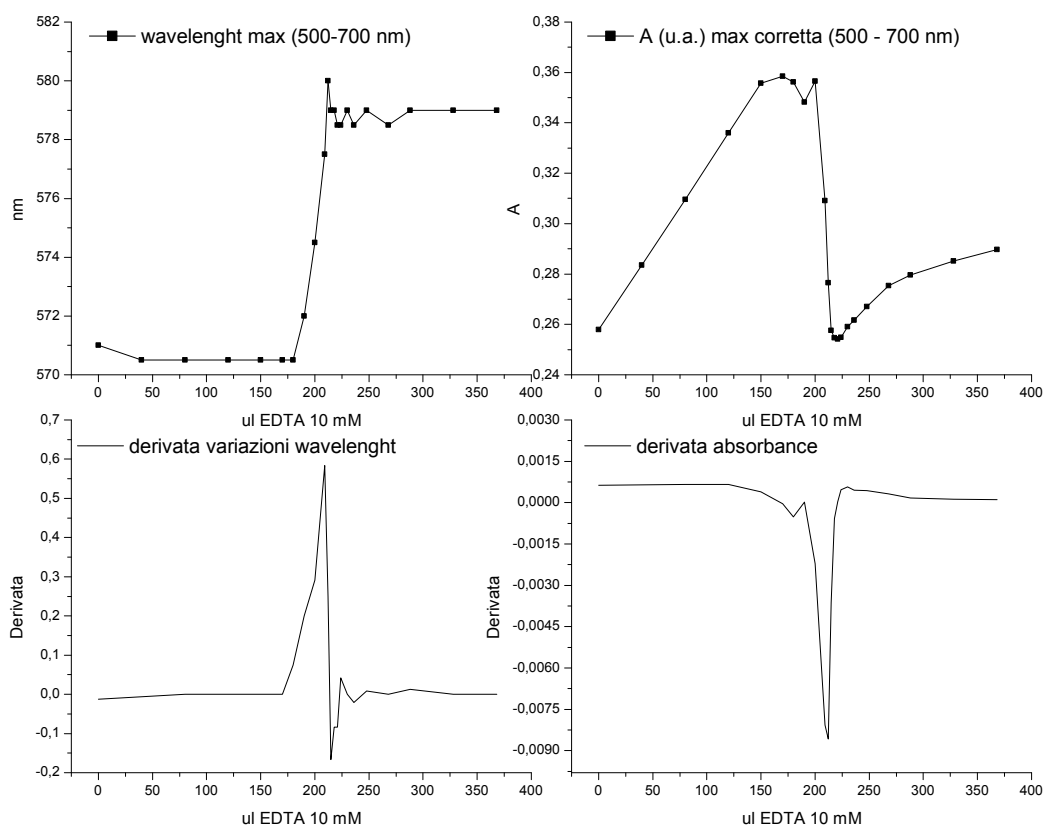 wavelenght max (500-700 nm)
582
580
578
576
574
572
570
nm
0 50 100 150 200 250 300 350 400
ul EDTA 10 mM
A (u.a.) max corretta (500 - 700 nm)
0,38
0,36
0,34
0,32
0,30
0,28
0,26
0,24
A
0 50 100 150 200 250 300 350 400
ul EDTA 10 mM
derivata variazioni wavelenght
0,7
0,6
0,5
0,4
0,3
0,2
0,1
0,0
-0,1
-0,2
Derivata
0 50 100 150 200 250 300 350 400
ul EDTA 10 mM
derivata absorbance
0,0030
0,0015
0,0000
-0,0015
-0,0030
-0,0045
-0,0060
-0,0075
-0,0090
Derivata
0 50 100 150 200 250 300 350 400
ul EDTA 10 mM